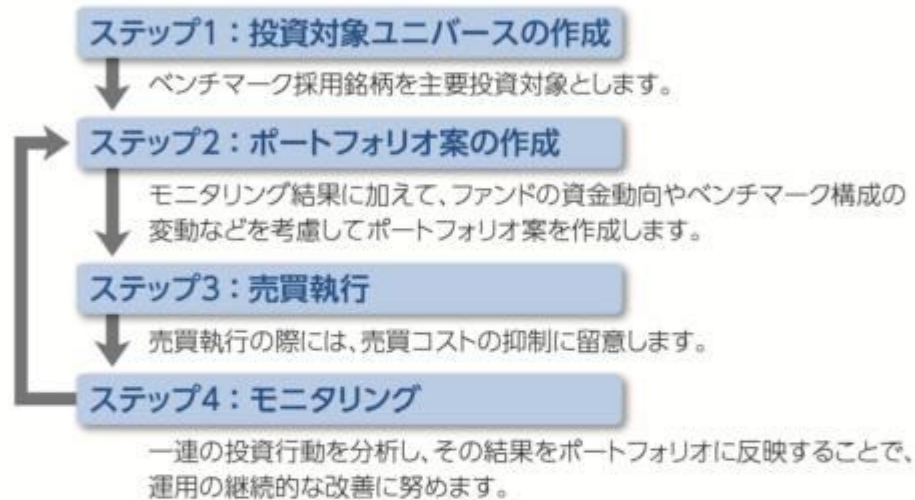 ステップ1：投資対象ユニバースの作成
ベンチマーク採用銘柄を主要投資対象とします。
ステップ2：ポートフォリオ案の作成
モニタリング結果に加えて、ファンドの資金動向やベンチマーク構成の
変動などを考慮してポートフォリオ案を作成します。
ステップ3：売買執行
売買執行の際には、売買コストの抑制に留意します。
ステップ4：モニタリング
一連の投資行動を分析し、その結果をポートフォリオに反映することで、
運用の継続的な改善に努めます。